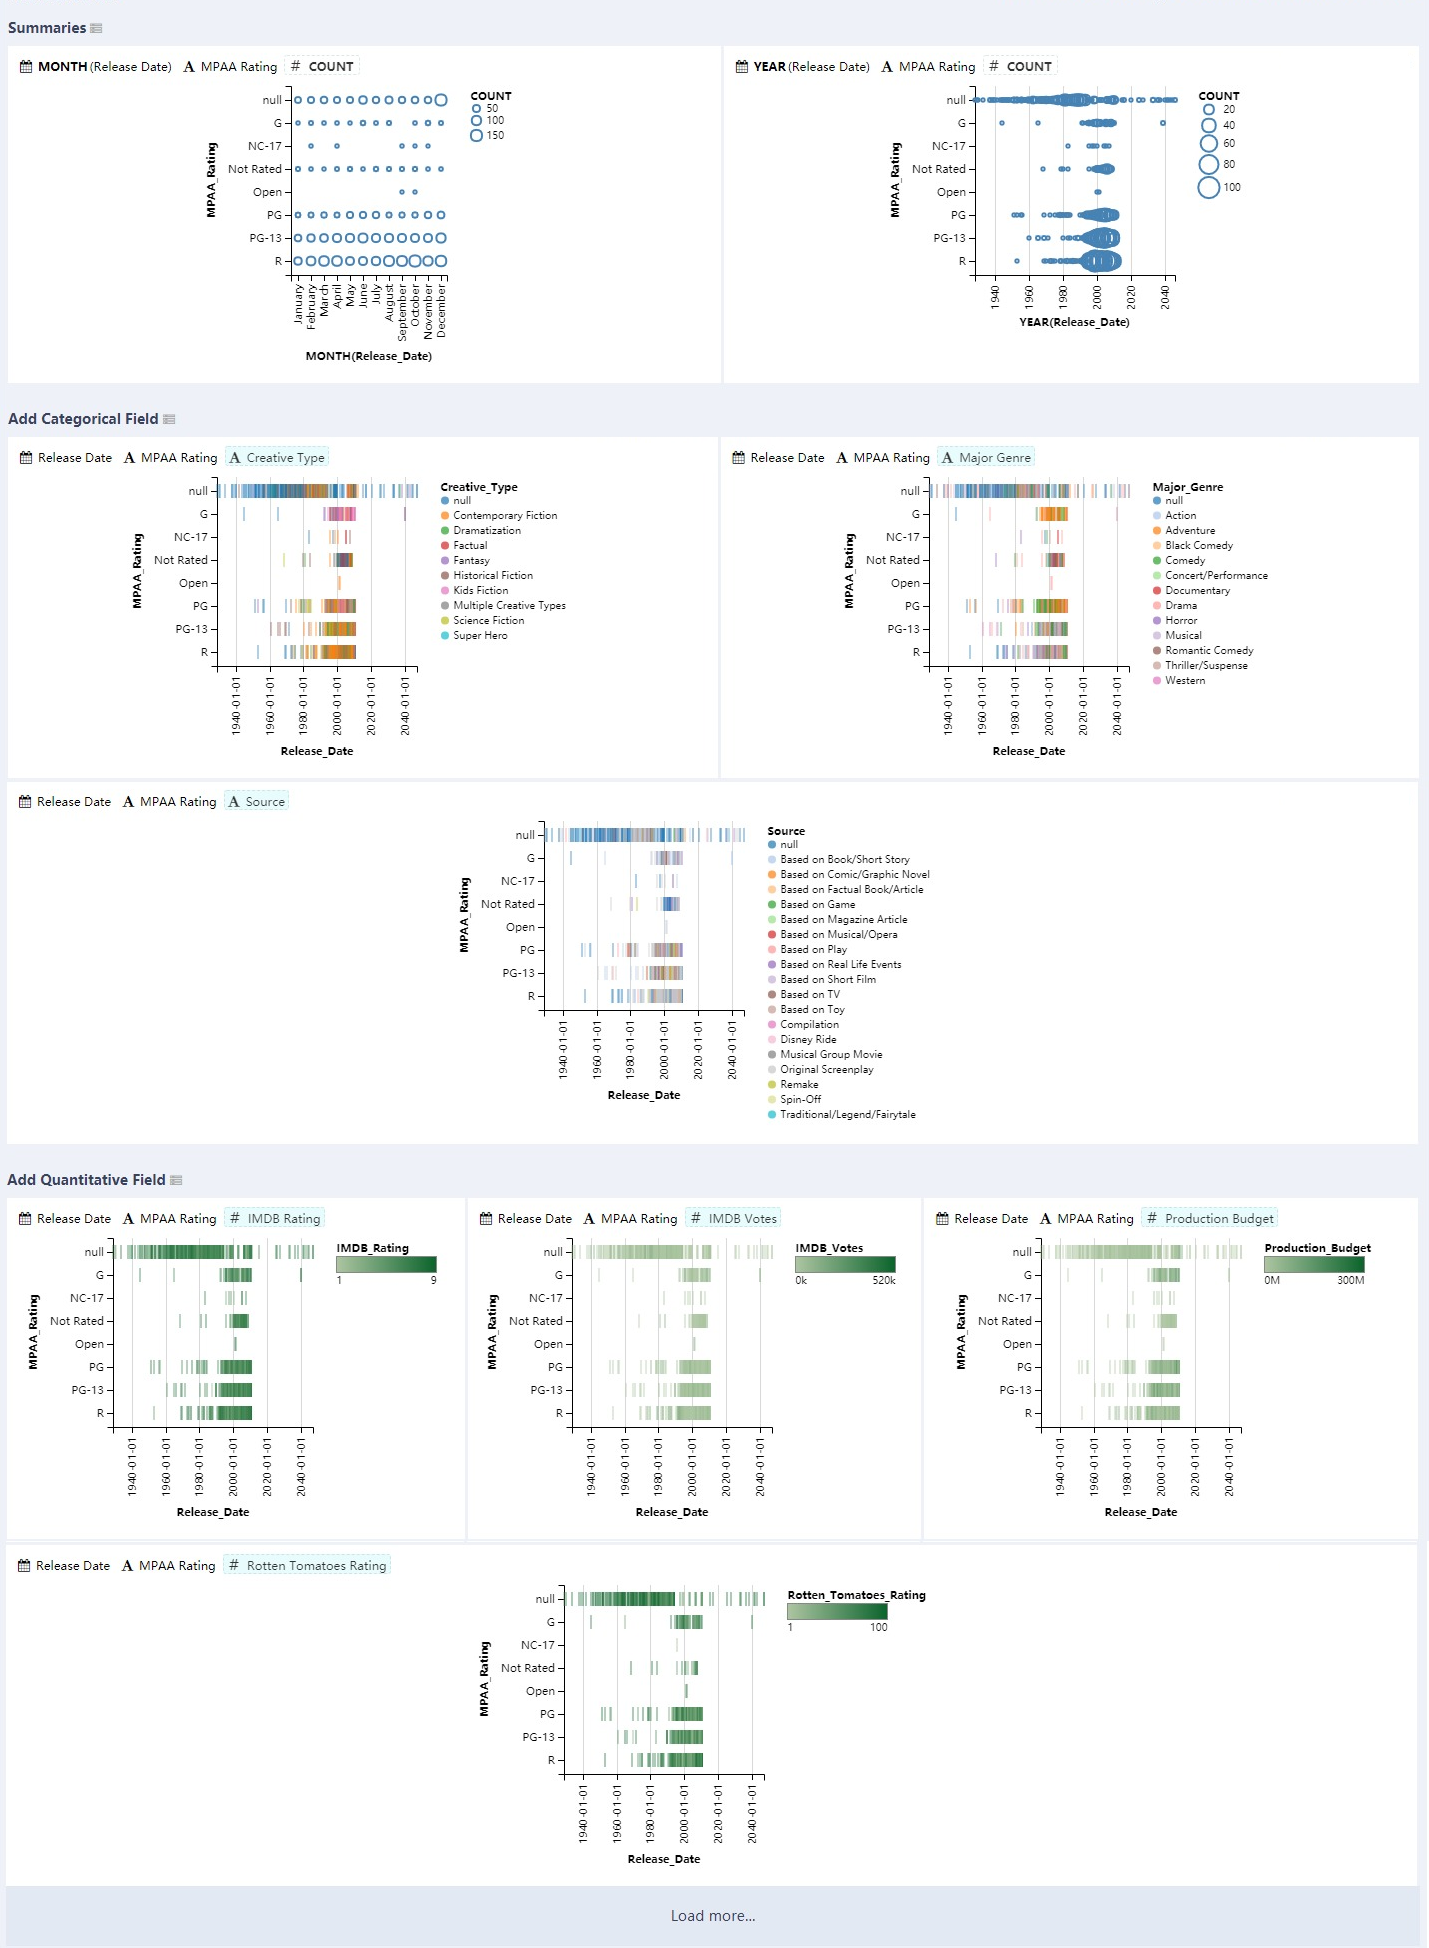 Summaries
MONTH (Release Date) A MPAA Rating # COUNT
MPAA_Rating
null
G
NC-17
Not Rated
Open
PG
PG-13
R
January
February
March
April
May
June
July
August
September
October
November
December
MONTH(Release_Date)
COUNT
50
100
150
YEAR (Release Date) A MPAA Rating # COUNT
MPAA_Rating
null
G
NC-17
Not Rated
Open
PG
PG-13
R
1940
1960
1980
2000
2020
2040
YEAR(Release_Date)
COUNT
20
40
60
80
100
Add Categorical Field
Release Date A MPAA Rating A Creative Type
MPAA_Rating
null
G
NC-17
Not Rated
Open
PG
PG-13
R
1940-01-01
1960-01-01
1980-01-01
2000-01-01
2020-01-01
2040-01-01
Release_Date
Creative_Type
null
Contemporary Fiction
Dramatization
Factual
Fantasy
Historical Fiction
Kids Fiction
Multiple Creative Types
Science Fiction
Super Hero
Release Date A MPAA Rating A Major Genre
MPAA_Rating
null
G
NC-17
Not Rated
Open
PG
PG-13
R
1940-01-01
1960-01-01
1980-01-01
2000-01-01
2020-01-01
2040-01-01
Release_Date
Major_Genre
null
Action
Adventure
Black Comedy
Comedy
Concert/Performance
Documentary
Drama
Horror
Musical
Romantic Comedy
Thriller/Suspense
Western
Release Date A MPAA Rating A Source
MPAA_Rating
null
G
NC-17
Not Rated
Open
PG
PG-13
R
1940-01-01
1960-01-01
1980-01-01
2000-01-01
2020-01-01
2040-01-01
Release_Date
Source
null
Based on Book/Short Story
Based on Comic/Graphic Novel
Based on Factual Book/Article
Based on Game
Based on Magazine Article
Based on Musical/Opera
Based on Play
Based on Real Life Events
Based on Short Film
Based on TV
Based on Toy
Compilation
Disney Ride
Musical Group Movie
Original Screenplay
Remake
Spin-Off
Traditional/Legend/Fairytale
Add Quantitative Field
Release Date A MPAA Rating # IMDB Rating
MPAA_Rating
null
G
NC-17
Not Rated
Open
PG
PG-13
R
1940-01-01
1960-01-01
1980-01-01
2000-01-01
2020-01-01
2040-01-01
Release_Date
IMDB_Rating
1 9
Release Date A MPAA Rating # IMDB Votes
MPAA_Rating
null
G
NC-17
Not Rated
Open
PG
PG-13
R
1940-01-01
1960-01-01
1980-01-01
2000-01-01
2020-01-01
2040-01-01
Release_Date
IMDB_Votes
0k 520k
Release Date A MPAA Rating # Production Budget
MPAA_Rating
null
G
NC-17
Not Rated
Open
PG
PG-13
R
1940-01-01
1960-01-01
1980-01-01
2000-01-01
2020-01-01
2040-01-01
Release_Date
Production_Budget
0M 300M
Release Date A MPAA Rating # Rotten Tomatoes Rating
MPAA_Rating
null
G
NC-17
Not Rated
Open
PG
PG-13
R
1940-01-01
1960-01-01
1980-01-01
2000-01-01
2020-01-01
2040-01-01
Release_Date
Rotten_Tomatoes_Rating
1 100
Load more...